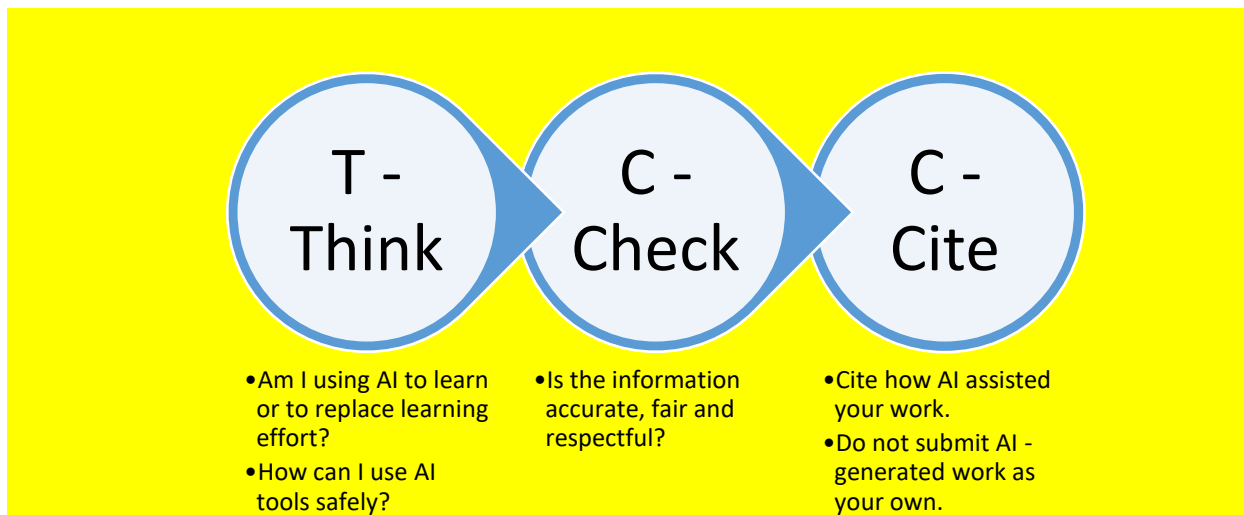 T -
Think
C -
Check
C -
Cite
•Am I using AI to learn
or to replace learning
effort?
•How can I use AI
tools safely?
•Is the information
accurate, fair and
respectful?
•Cite how AI assisted
your work.
•Do not submit AI -
generated work as
your own.